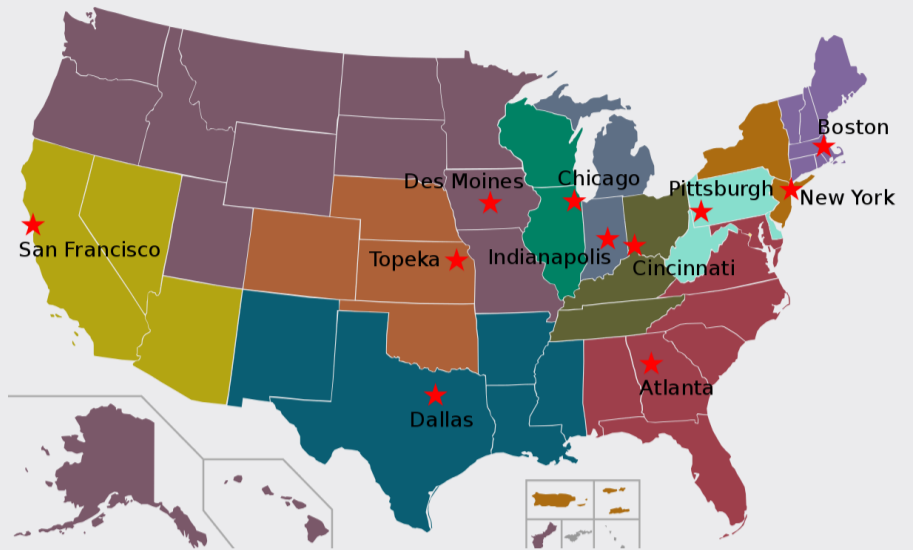 Boston
Des Moines
Chicago
Pittsburgh
New York
San Francisco
Topeka
Indianapolis
Cincinnati
Atlanta
Dallas